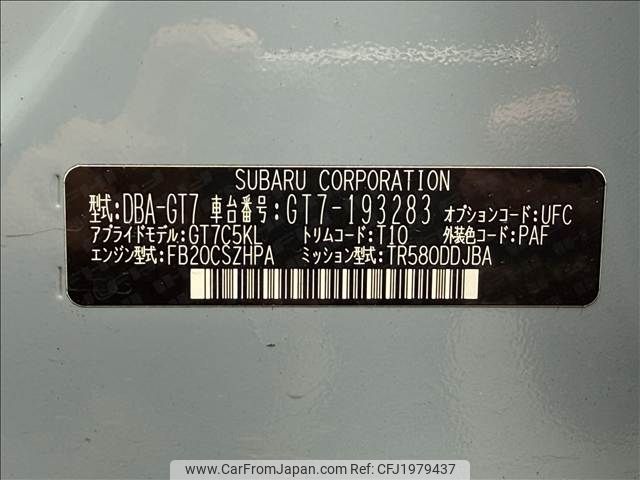 SUBARU CORPORATION
型式:DBA-GT7 車台番号:GT7-193283 オプションコード:UFC
アプライドモデル:GT7C5KL トリムコード:T10 外装色コード:PAF
エンジン型式:FB20CSZHPA ミッション型式:TR580DDJBA
www.CarFromJapan.com Stock No: CFJ1979437